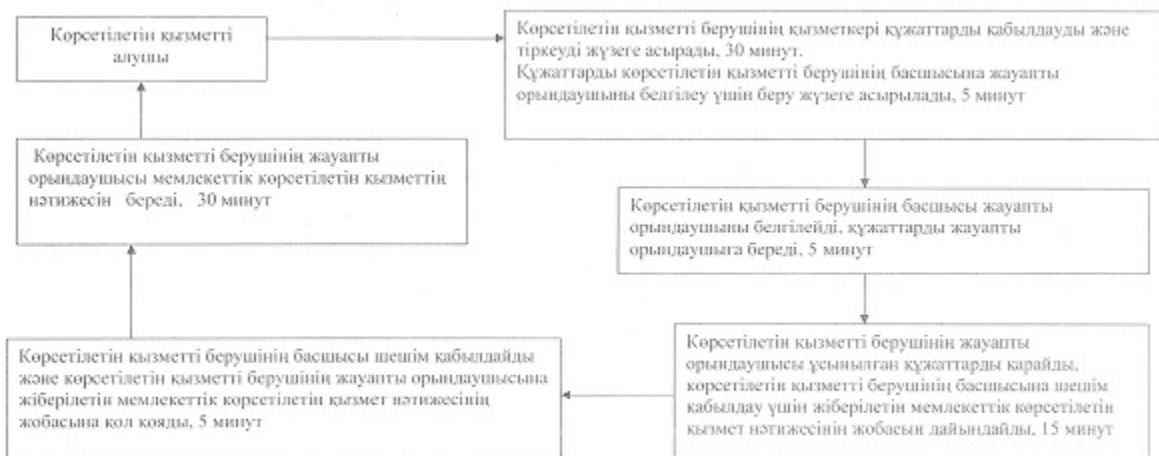 Көрсетілетін қызметті
алушы
Көрсетілетін қызметті берушінің қызметкері құжаттарды қабылдауды және
тіркеуді жүзеге асырады, 30 минут.
Құжаттарды көрсетілетін қызметті берушінің басшысына жауапты
орындаушыны белгілеу үшін беру жүзеге асырылады, 5 минут
Көрсетілетін қызметті берушінің басшысы жауапты
орындаушыны белгілейді, құжаттарды жауапты
орындаушыға береді, 5 минут
Көрсетілетін қызметті берушінің жауапты
орындаушысы ұсынылған құжаттарды қарайды,
көрсетілетін қызметті берушінің басшысына шешім
қабылдау үшін жіберілетін мемлекеттік көрсетілетін
қызмет нәтижесінің жобасын дайындайды, 15 минут
Көрсетілетін қызметті берушінің басшысы шешім қабылдайды
және көрсетілетін қызметті берушінің жауапты орындаушысына
жіберілетін мемлекеттік көрсетілетін қызмет нәтижесінің
жобасына қол қояды, 5 минут
Көрсетілетін қызметті берушінің жауапты
орындаушысы мемлекеттік көрсетілетін қызметтің
нәтижесін береді, 30 минут